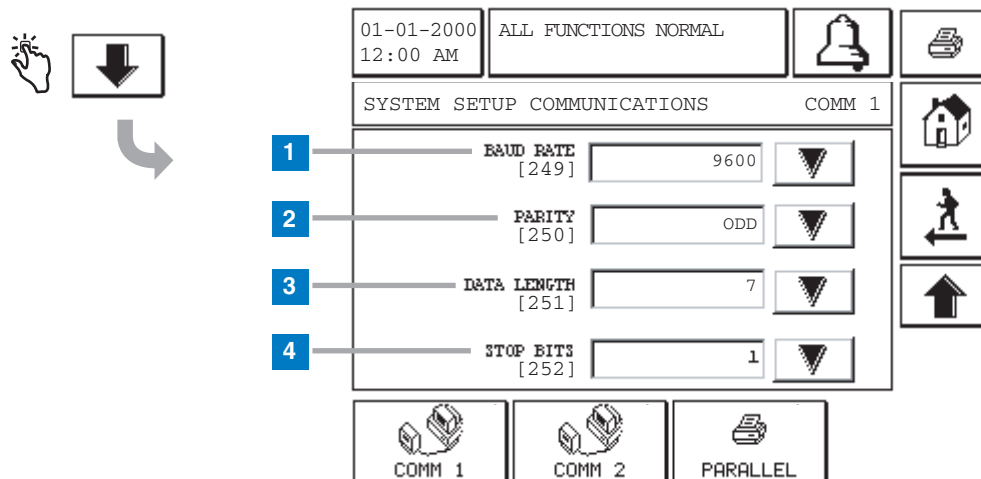 01-01-2000
12:00 AM
ALL FUNCTIONS NORMAL
SYSTEM SETUP COMMUNICATIONS COMM 1
1 BAUD RATE
[249]
9600
2 PARITY
[250]
ODD
3 DATA LENGTH
[251]
7
4 STOP BITS
[252]
1
COMM 1
COMM 2
PARALLEL